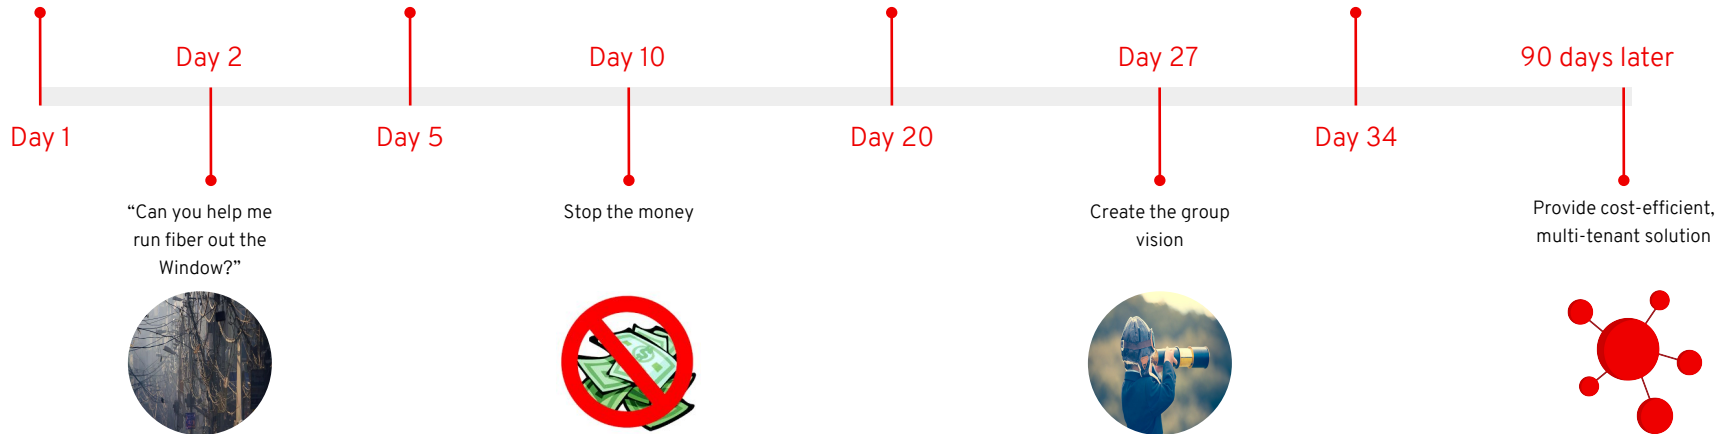 Day 2
Day 10
Day 27
90 days later
Day 1
Day 5
Day 20
Day 34
“Can you help me
run fiber out the
Window?”
Stop the money
Create the group
vision
Provide cost-efficient,
multi-tenant solution